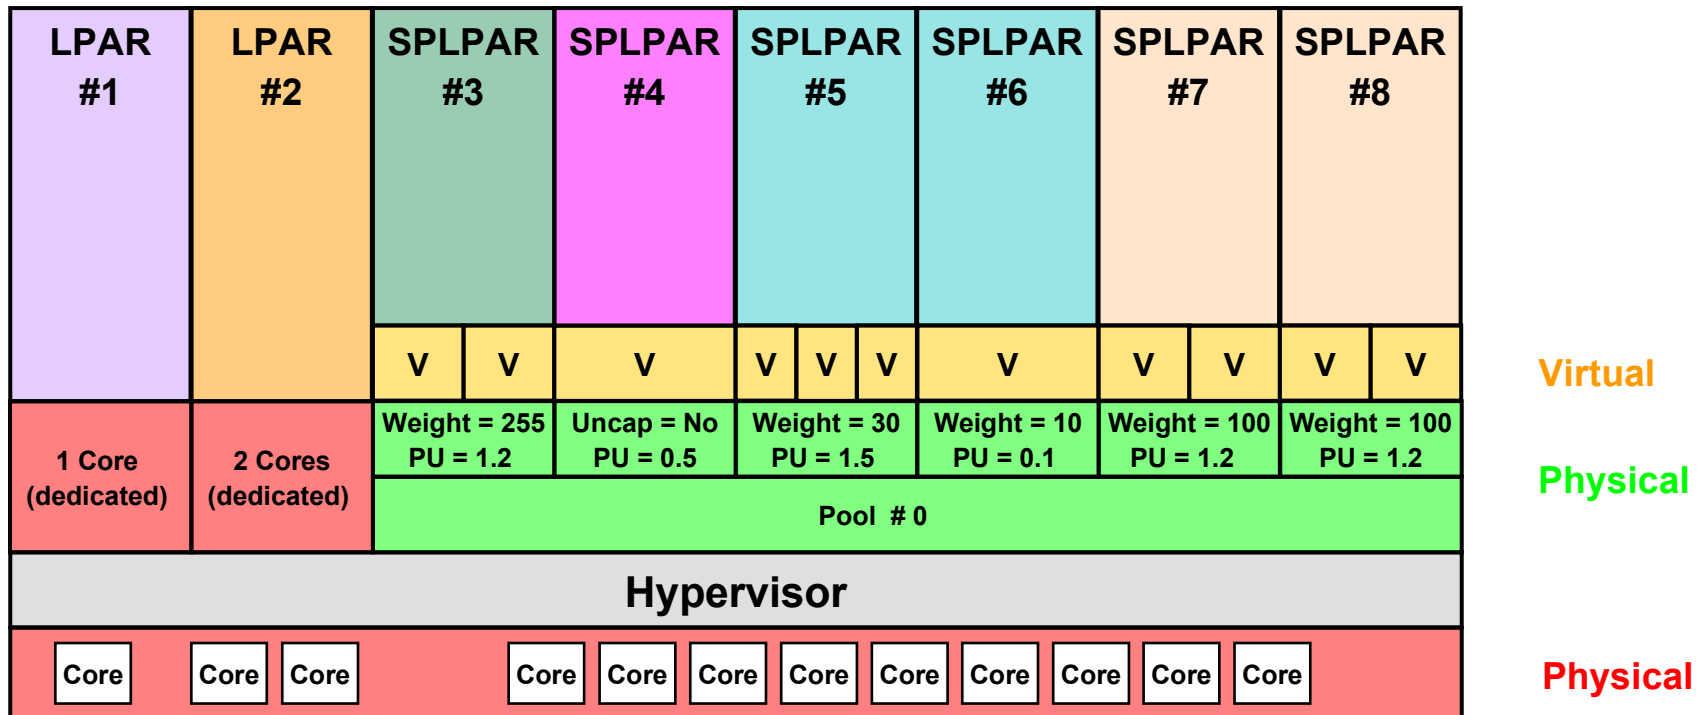 LPAR
#1
LPAR
#2
SPLPAR
#3
SPLPAR
#4
SPLPAR
#5
SPLPAR
#6
SPLPAR
#7
SPLPAR
#8
V V V V V V V V V V V
Virtual
1 Core
(dedicated)
2 Cores
(dedicated)
Weight = 255
PU = 1.2
Uncap = No
PU = 0.5
Weight = 30
PU = 1.5
Weight = 10
PU = 0.1
Weight = 100
PU = 1.2
Weight = 100
PU = 1.2
Physical
Pool # 0
Hypervisor
Core Core Core Core Core Core Core Core Core Core Core Core
Physical